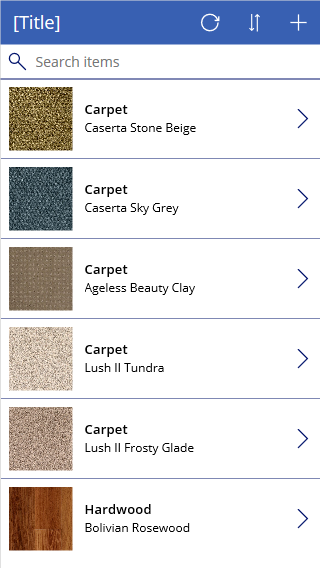 [Title]
Search items
Carpet
Caserta Stone Beige
Carpet
Caserta Sky Grey
Carpet
Ageless Beauty Clay
Carpet
Lush II Tundra
Carpet
Lush II Frosty Glade
Hardwood
Bolivian Rosewood